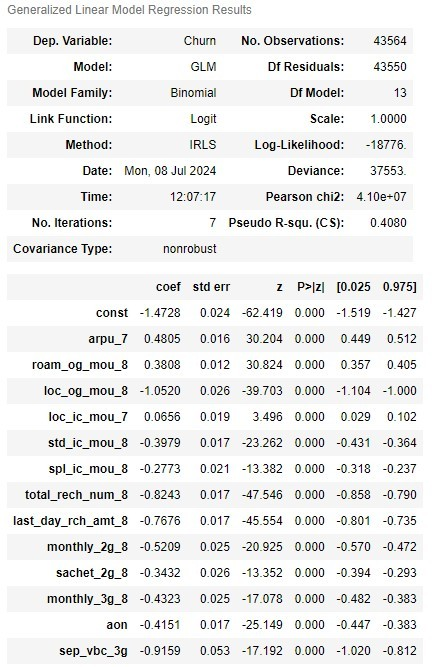 Generalized Linear Model Regression Results
Dep. Variable: Churn No. Observations: 43564
Model: GLM Df Residuals: 43550
Model Family: Binomial Df Model: 13
Link Function: Logit Scale: 1.0000
Method: IRLS Log-Likelihood: -18776.
Date: Mon, 08 Jul 2024 Deviance: 37553.
Time: 12:07:17 Pearson chi2: 4.10e+07
No. Iterations: 7 Pseudo R-squ. (CS): 0.4080
Covariance Type: nonrobust
coef std err z P>|z| [0.025 0.975]
const -1.4728 0.024 -62.419 0.000 -1.519 -1.427
arpu_7 0.4805 0.016 30.204 0.000 0.449 0.512
roam_og_mou_8 0.3808 0.012 30.824 0.000 0.357 0.405
loc_og_mou_8 -1.0520 0.026 -39.703 0.000 -1.104 -1.000
loc_ic_mou_7 0.0656 0.019 3.496 0.000 0.029 0.102
std_ic_mou_8 -0.3979 0.017 -23.262 0.000 -0.431 -0.364
spl_ic_mou_8 -0.2773 0.021 -13.382 0.000 -0.318 -0.237
total_rech_num_8 -0.8243 0.017 -47.546 0.000 -0.858 -0.790
last_day_rch_amt_8 -0.7676 0.017 -45.554 0.000 -0.801 -0.735
monthly_2g_8 -0.5209 0.025 -20.925 0.000 -0.570 -0.472
sachet_2g_8 -0.3432 0.026 -13.352 0.000 -0.394 -0.293
monthly_3g_8 -0.4323 0.025 -17.078 0.000 -0.482 -0.383
aon -0.4151 0.017 -25.149 0.000 -0.447 -0.383
sep_vbc_3g -0.9159 0.053 -17.192 0.000 -1.020 -0.812